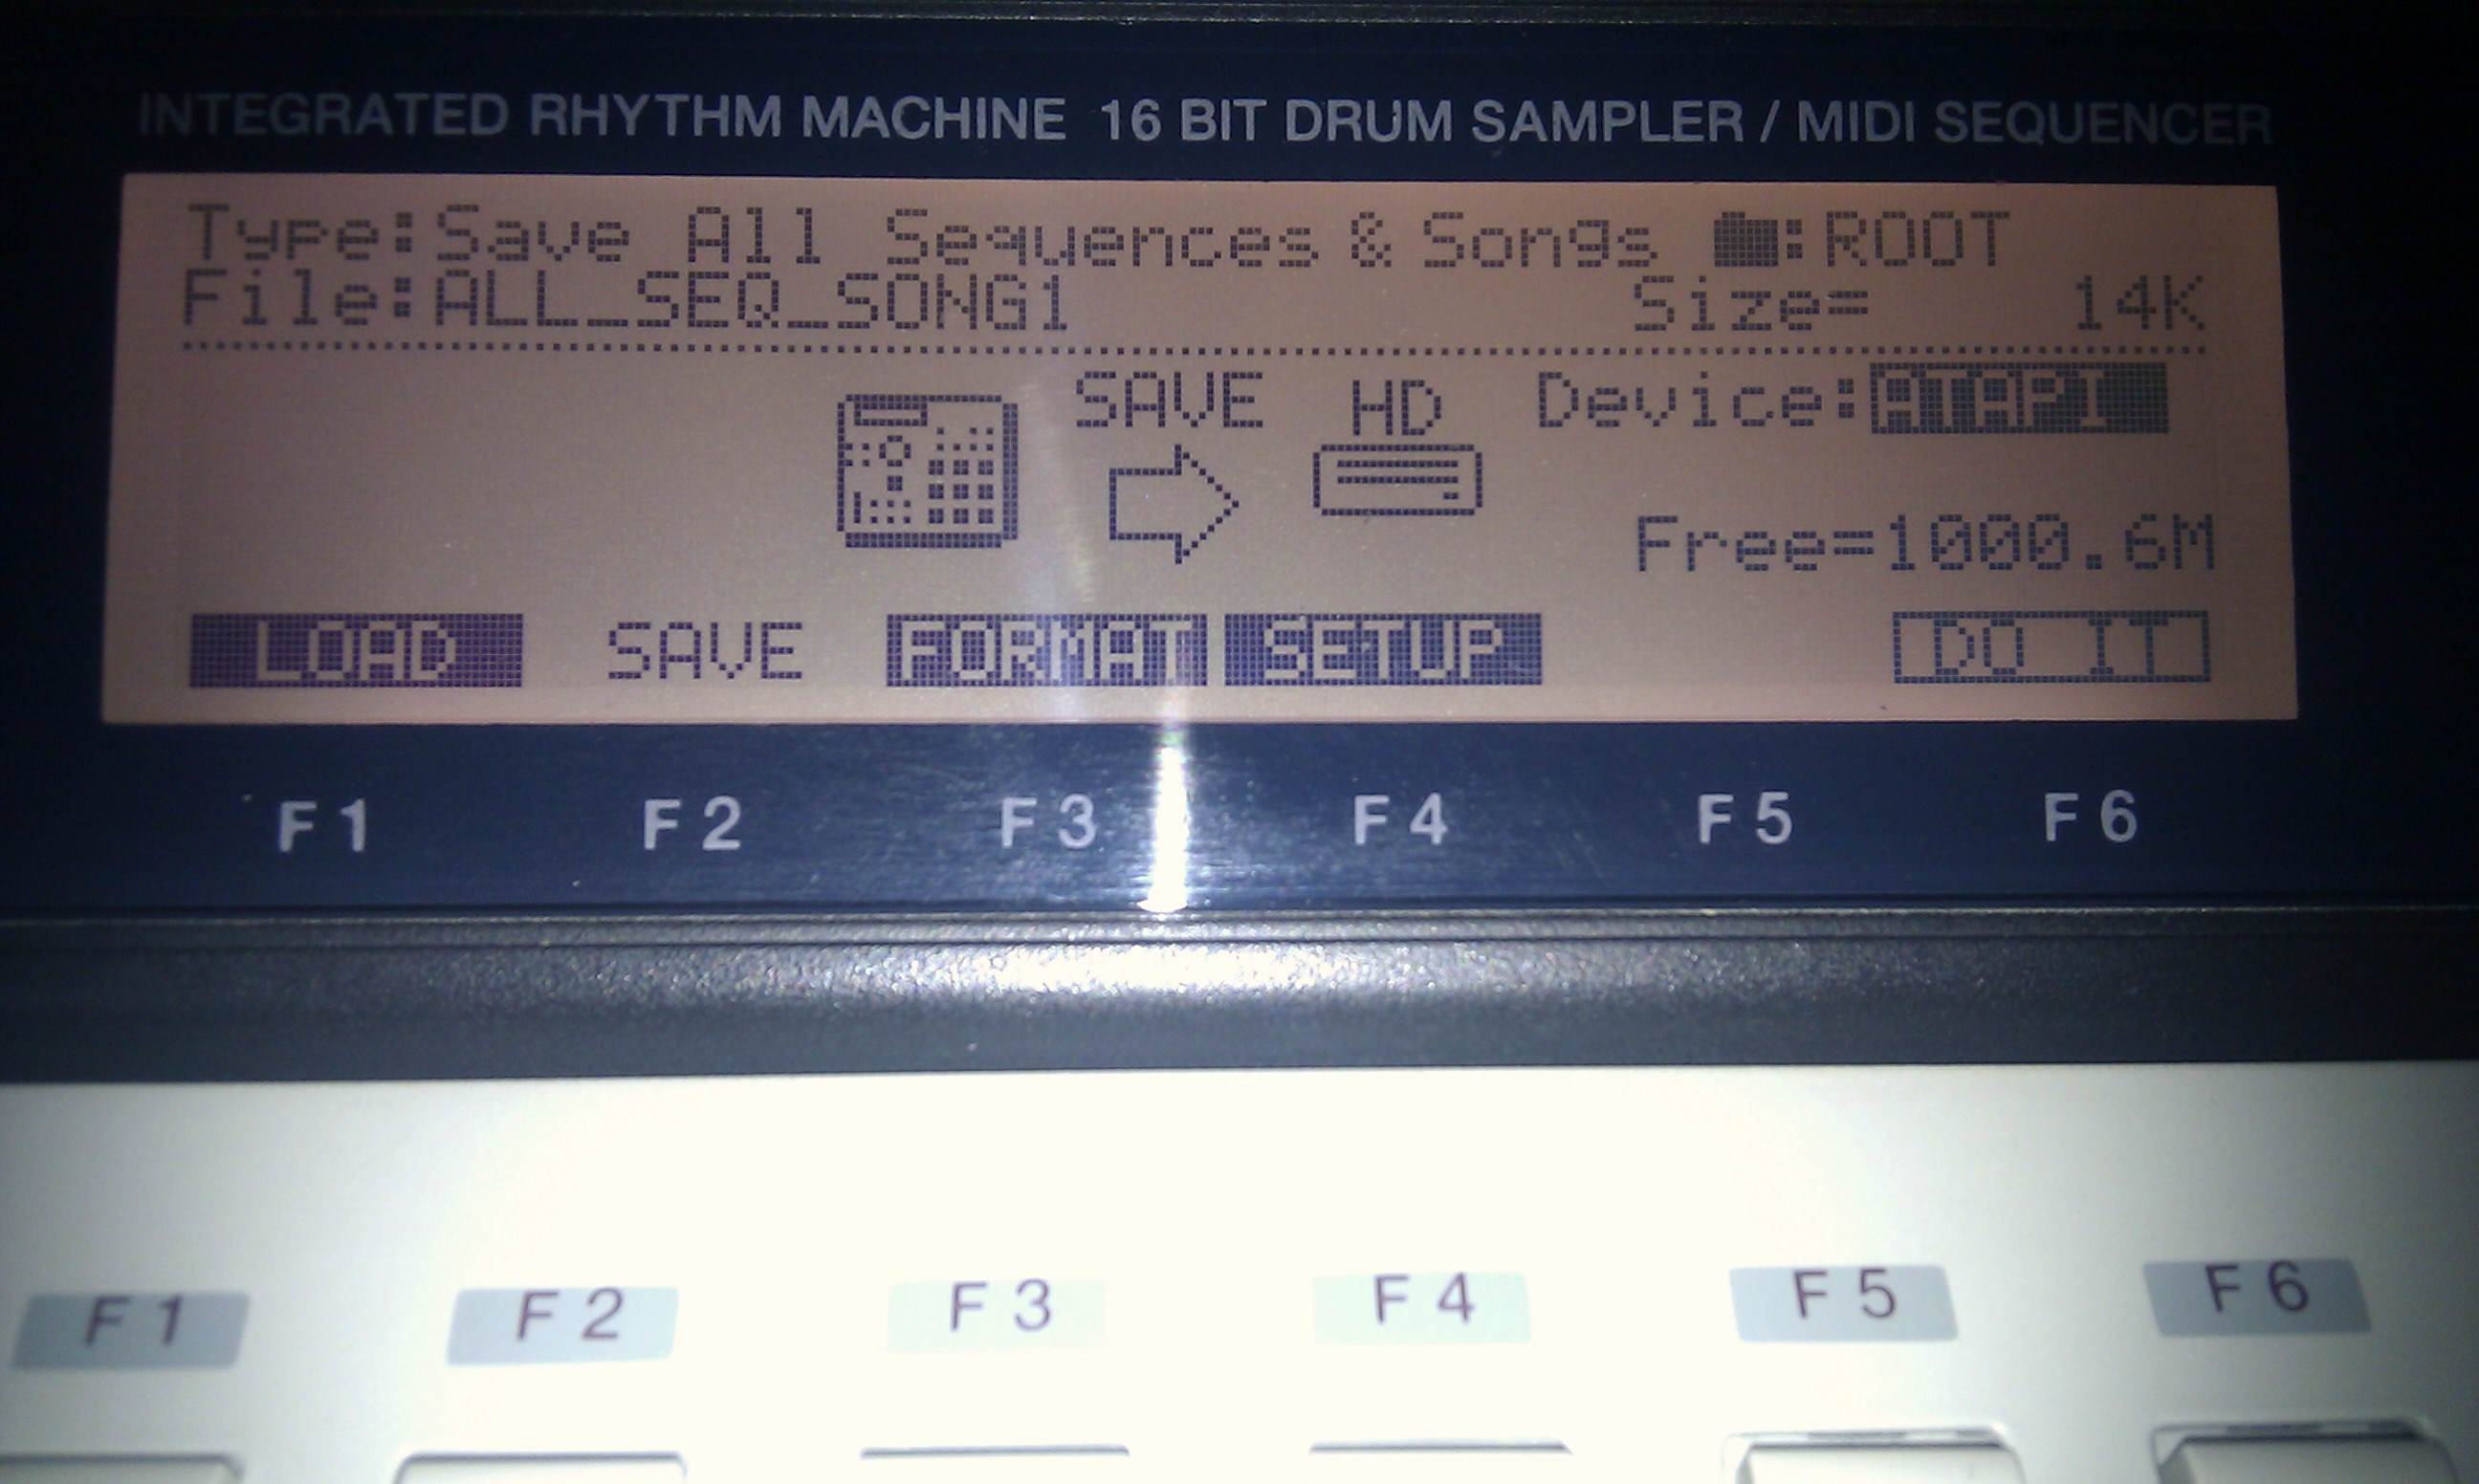 INTEGRATED RHYTHM MACHINE 16 BIT DRUM SAMPLER / MIDI SEQUENCER
Type:Save All Sequences & Songs :ROOT
File:ALL_SEQ_SONG1 Size= 14K
SAVE HD Device:ATAPI
Free=1000.6M
LOAD SAVE FORMAT SETUP DO IT
F1 F2 F3 F4 F5 F6
F1 F2 F3 F4 F5 F6